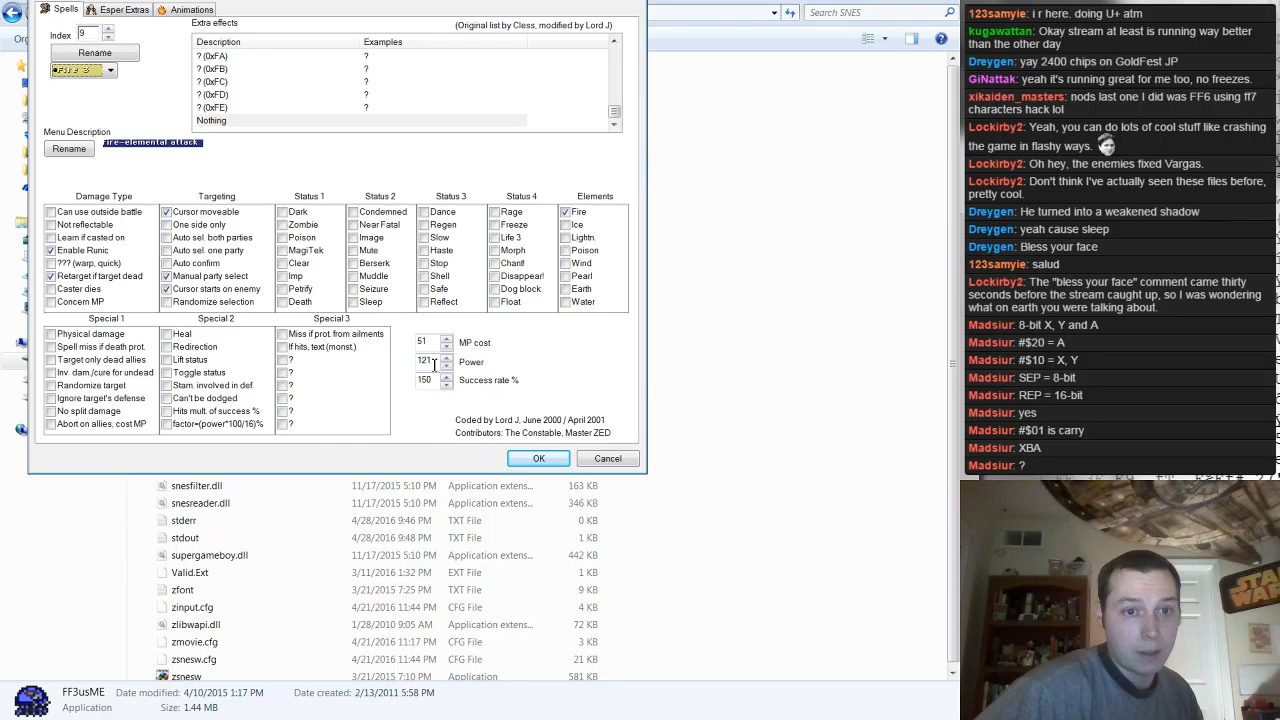 Spells
Esper Extras
Attacks
Animations
Index
9
Rename
Fire 3
Extra effects
(Original list by Cless, modified by Lord J)
Description Examples
? (0xFA) ?
? (0xFB) ?
? (0xFC) ?
? (0xFD) ?
? (0xFE) ?
Nothing
Menu Description
Rename
Fire-elemental attack
Damage Type Targeting Status 1 Status 2 Status 3 Status 4 Elements
Can use outside battle Cursor moveable Dark Condemned Dance Rage Fire
Not reflectable One side only Zombie Near Fatal Regen Freeze Ice
Learn if casted on Auto sel. both parties Poison Image Slow Life 3 Lightn.
Enable Runic Auto sel. one party MagiTek Mute Haste Morph Poison
??? (warp, quick) Auto confirm Clear Berserk Stop Chant! Wind
Retarget if target dead Manual party select Imp Muddle Shell Disappear! Pearl
Caster dies Cursor starts on enemy Petrify Seizure Safe Dog block Earth
Concern MP Randomize selection Death Sleep Reflect Float Water
Special 1 Special 2 Special 3
Physical damage Heal Miss if prot. from ailments
Spell miss if death prot. Redirection If hits, text (monst.)
Target only dead allies Lift status ?
Inv. dam./cure for undead Toggle status ?
Randomize target Stam. involved in def. ?
Ignore target's defense Can't be dodged ?
No split damage Hits mult. of success % ?
Abort on allies, cost MP factor=(power*100/16)% ?
51 MP cost
121 Power
150 Success rate %
Coded by Lord J, June 2000 / April 2001
Contributors: The Constable, Master ZED
OK Cancel
Search SNES
snesfilter.dll 11/17/2015 5:10 PM Application extens... 163 KB
snesreader.dll 11/17/2015 5:10 PM Application extens... 346 KB
stderr 4/28/2016 9:46 PM TXT File 0 KB
stdout 4/28/2016 9:48 PM TXT File 2 KB
supergameboy.dll 11/17/2015 5:10 PM Application extens... 442 KB
Valid.Ext 3/11/2016 1:32 PM EXT File 1 KB
zfont 4/21/2015 7:51 PM TXT File 9 KB
zinput.cfg 4/21/2016 11:44 PM CFG File 4 KB
zlibwapi.dll 1/28/2010 9:05 AM Application extens... 72 KB
zmovie.cfg 4/21/2016 11:17 PM CFG File 3 KB
zsnesw.cfg 4/21/2016 11:44 PM CFG File 21 KB
zsnesw 4/21/2015 7:10 PM Application 581 KB
FF3usME Date modified: 4/10/2015 1:17 PM Date created: 2/13/2011 5:58 PM
Application Size: 1.44 MB
123samyie: i r here. doing U+ atm
kugawattan: Okay stream at least is running way better
than the other day
Dreygen: yay 2400 chips on GoldFest JP
GiNattak: yeah it's running great for me too, no freezes.
xikaiden_masters: nods last one I did was FF6 using ff7
characters hack lol
Lockirby2: Yeah, you can do lots of cool stuff like crashing
the game in flashy ways.
Lockirby2: Oh hey, the enemies fixed Vargas.
Lockirby2: Don't think I've actually seen these files before,
pretty cool.
Dreygen: He turned into a weakened shadow
Dreygen: yeah cause sleep
Dreygen: Bless your face
123samyie: salud
Lockirby2: The "bless your face" comment came thirty
seconds before the stream caught up, so I was wondering
what on earth you were talking about.
Madsiur: 8-bit X, Y and A
Madsiur: #$20 = A
Madsiur: #$10 = X, Y
Madsiur: SEP = 8-bit
Madsiur: REP = 16-bit
Madsiur: yes
Madsiur: #$01 is carry
Madsiur: XBA
Madsiur: ?
STAR
WARS